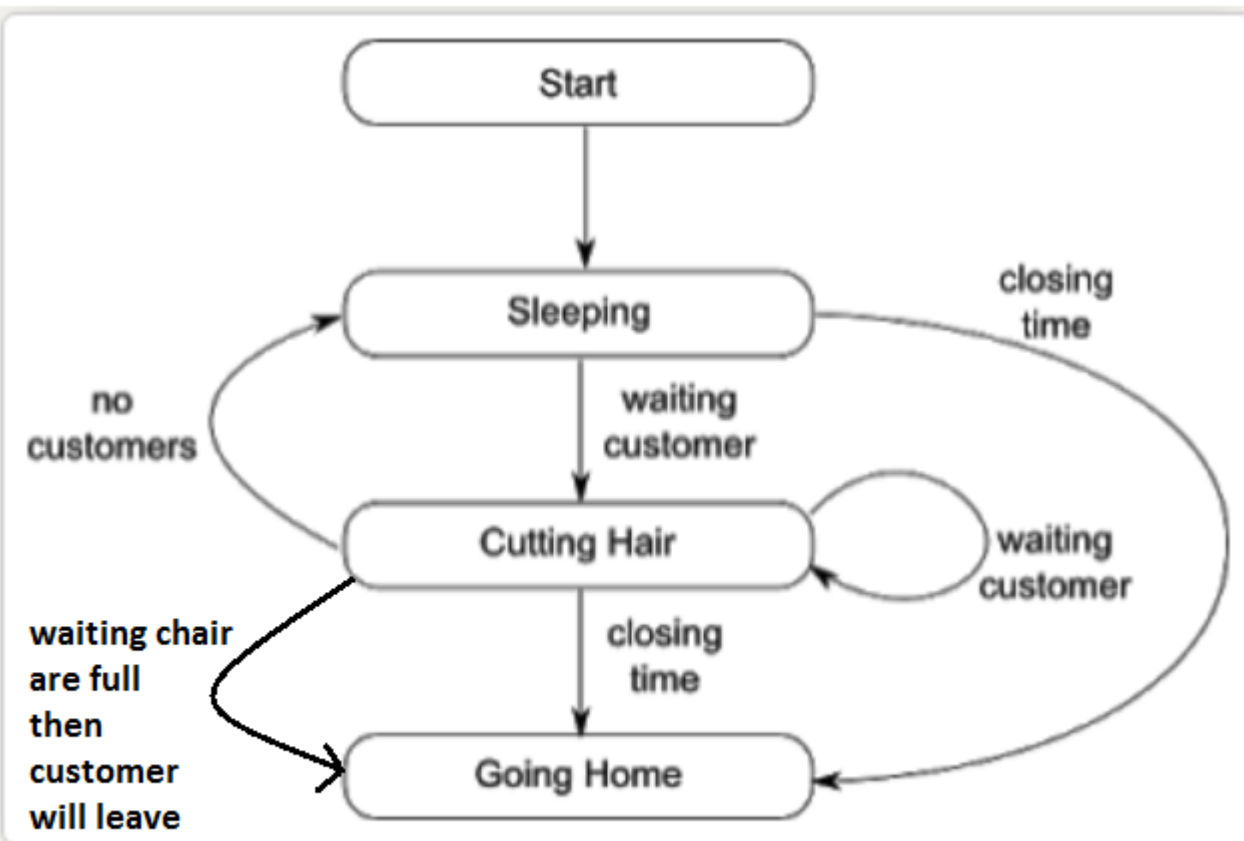 Start
Sleeping
closing
time
no
customers
waiting
customer
Cutting Hair
waiting
customer
waiting chair
are full
then
customer
will leave
closing
time
Going Home